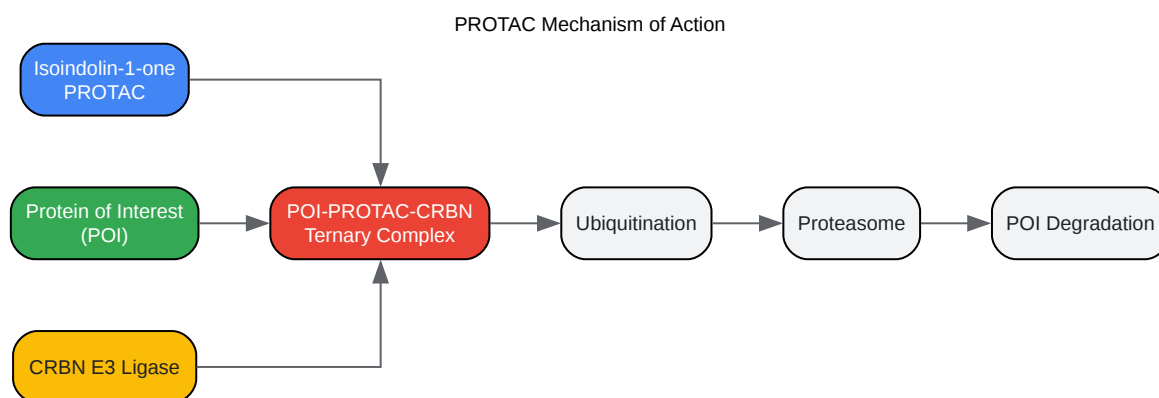 PROTAC Mechanism of Action
Isoindolin-1-one
PROTAC
Protein of Interest
(POI)
POI-PROTAC-CRBN
Ternary Complex
Ubiquitination
Proteasome
POI Degradation
CRBN E3 Ligase